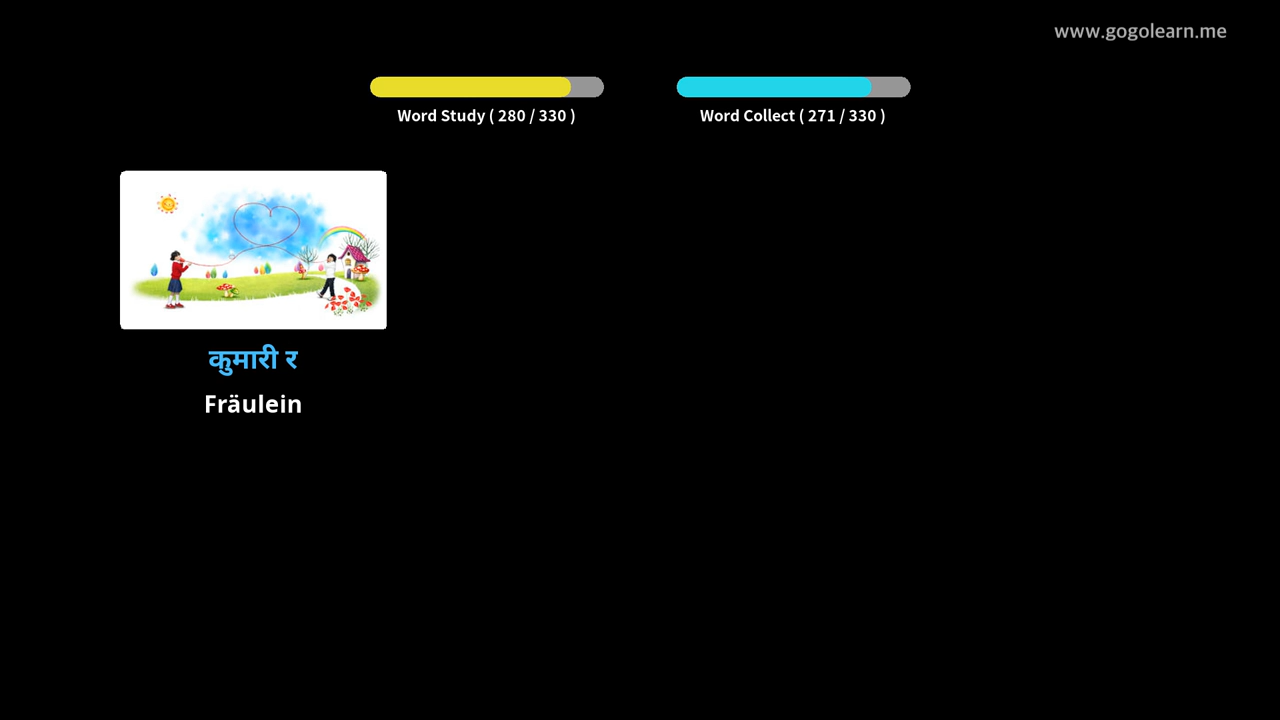 www.gogolearn.me
Word Study ( 280 / 330 )
Word Collect ( 271 / 330 )
कुमारी र
Fräulein